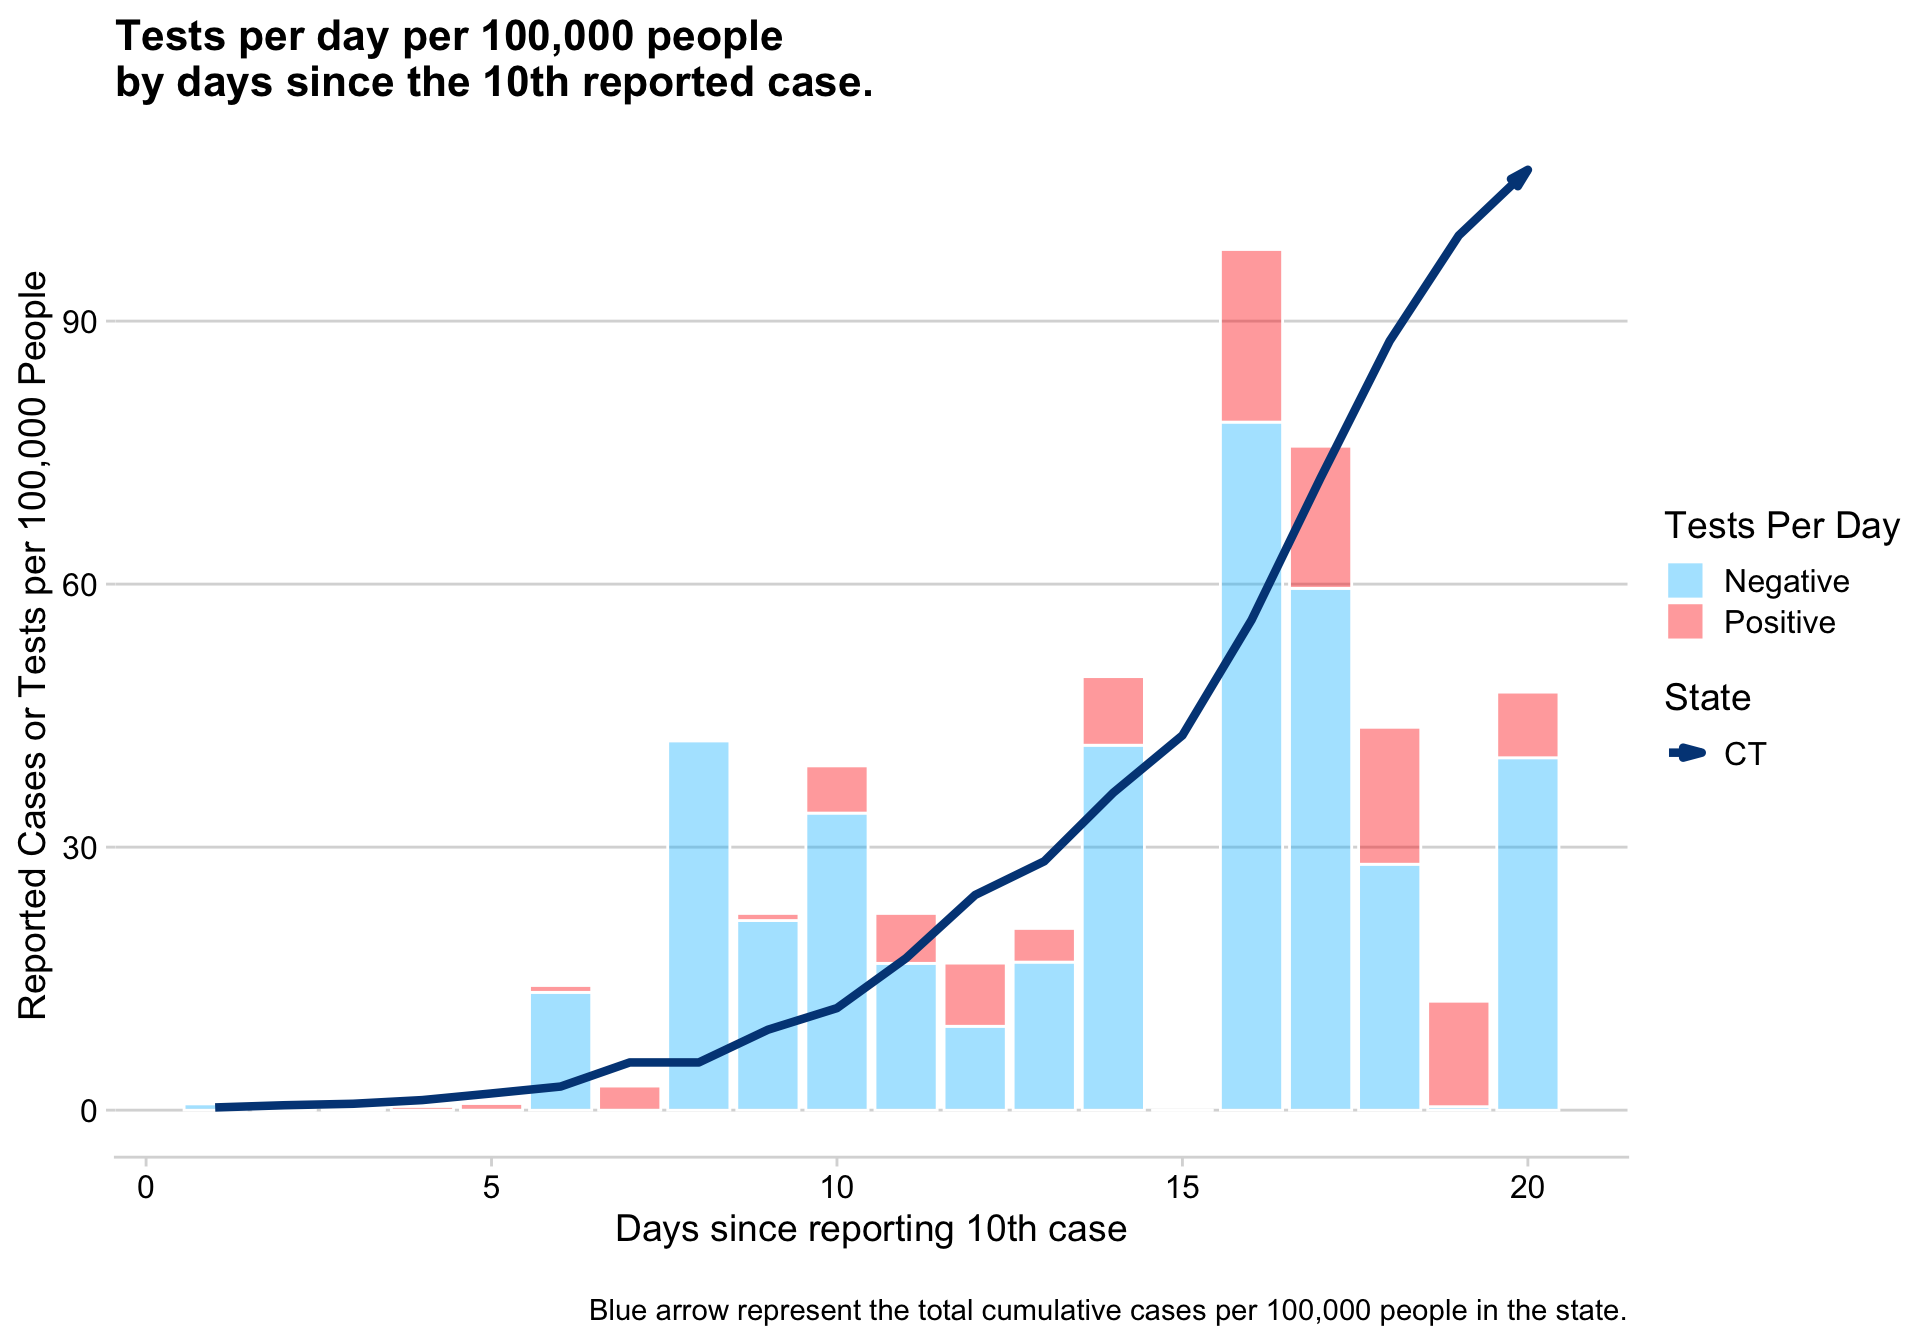 Tests per day per 100,000 people
by days since the 10th reported case.
Reported Cases or Tests per 100,000 People
90
60
30
0
0
5
10
15
20
Days since reporting 10th case
Tests Per Day
Negative
Positive
State
CT
Blue arrow represent the total cumulative cases per 100,000 people in the state.